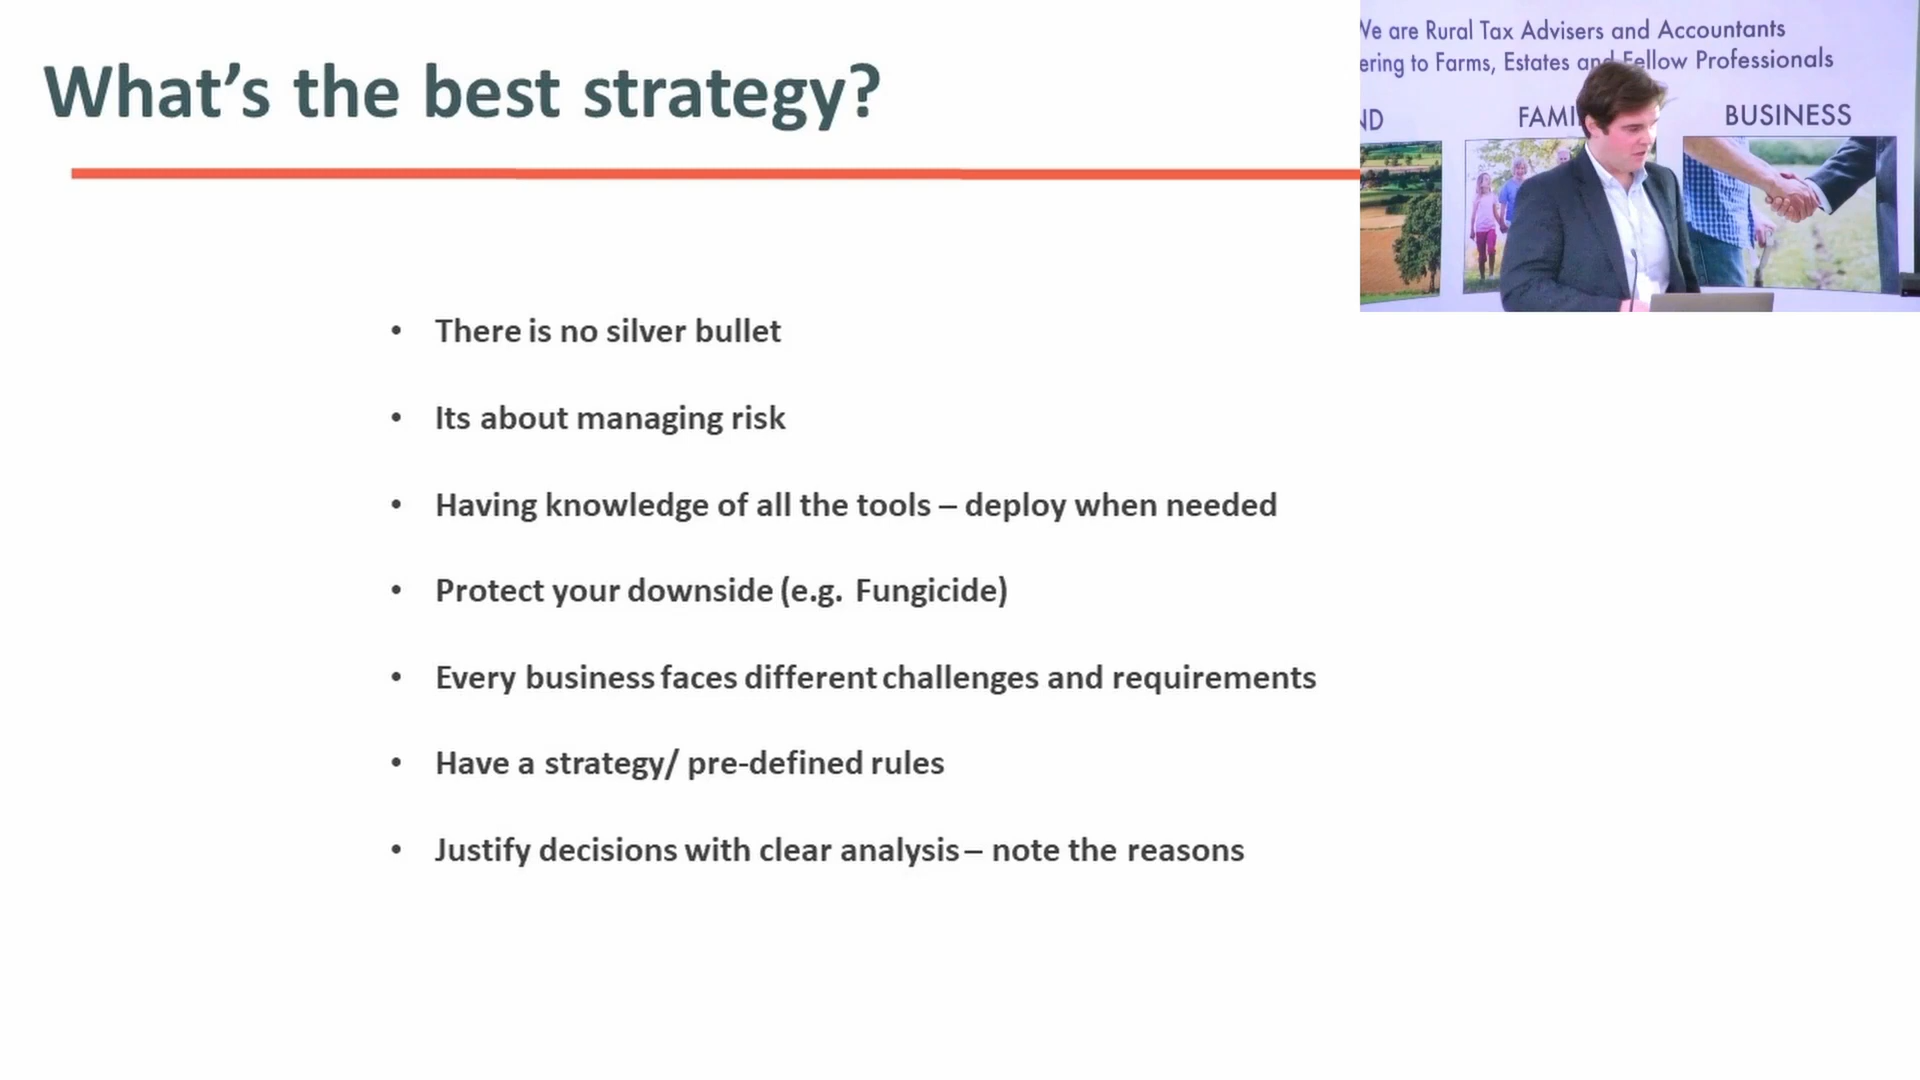 What's the best strategy?
We are Rural Tax Advisers and Accountants
ering to Farms, Estates and Fellow Professionals
ND
FAMI
BUSINESS
• There is no silver bullet
• Its about managing risk
• Having knowledge of all the tools – deploy when needed
• Protect your downside (e.g. Fungicide)
• Every business faces different challenges and requirements
• Have a strategy/ pre-defined rules
• Justify decisions with clear analysis – note the reasons